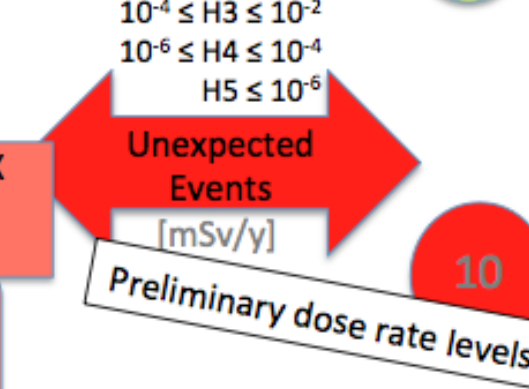 10⁻⁴ ≤ H3 ≤ 10⁻²
10⁻⁶ ≤ H4 ≤ 10⁻⁴
H5 ≤ 10⁻⁶
Unexpected
Events
[mSv/y]
10
Preliminary dose rate levels